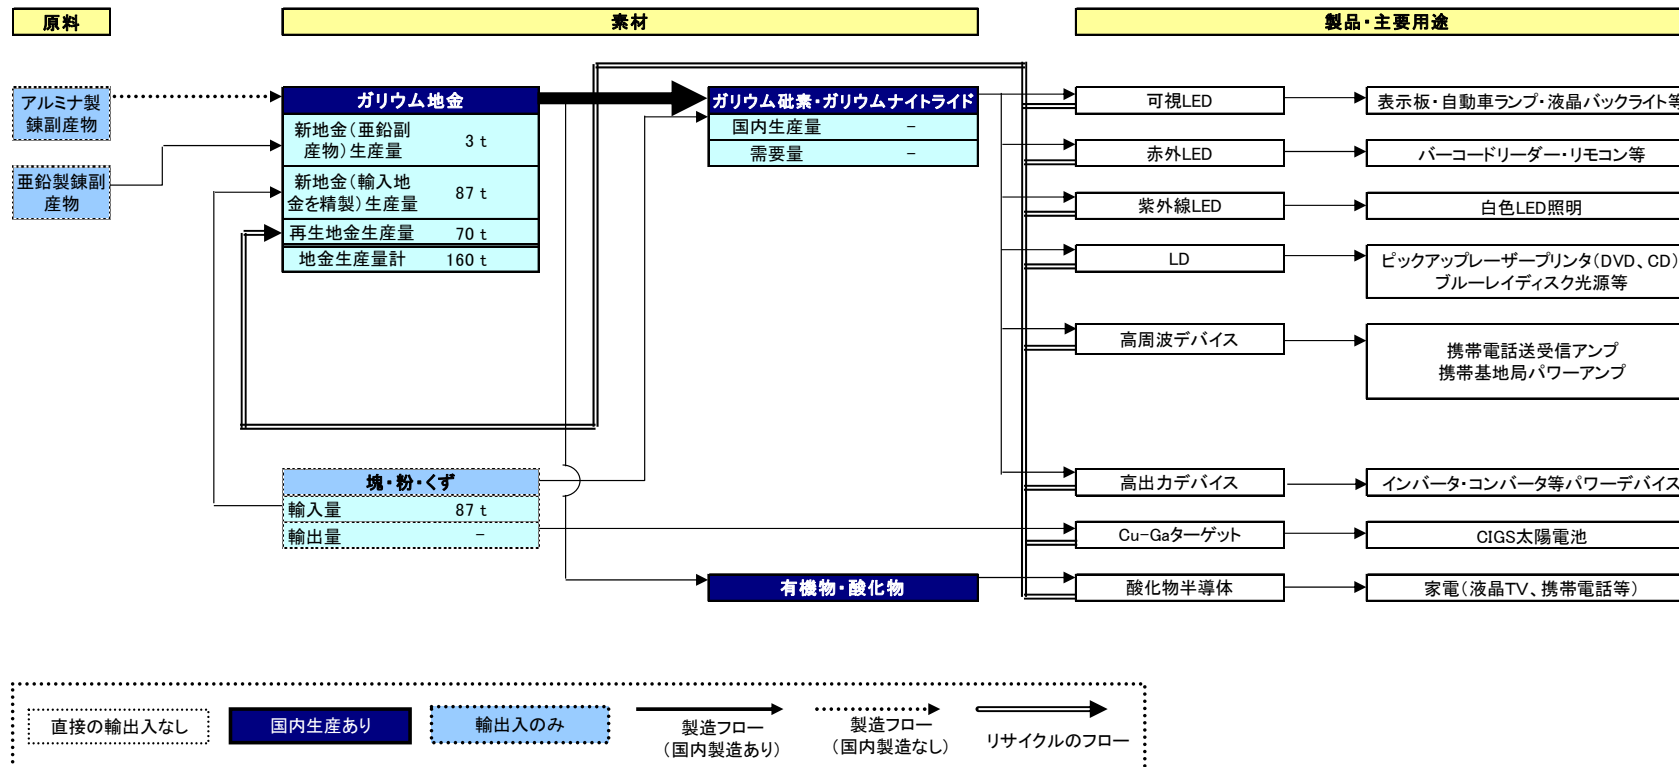 原料
素材
製品・主要用途
アルミナ製
錬副産物
亜鉛製錬副
産物
ガリウム地金
新地金（亜鉛副
産物）生産量
3 t
新地金（輸入地
金を精製）生産量
87 t
再生地金生産量
70 t
地金生産量計
160 t
塊・粉・くず
輸入量
87 t
輸出量
－
ガリウム砒素・ガリウムナイトライド
国内生産量
－
需要量
－
有機物・酸化物
可視LED
表示板・自動車ランプ・液晶バックライト等
赤外LED
バーコードリーダー・リモコン等
紫外線LED
白色LED照明
LD
ピックアップレーザープリンタ（DVD、CD）
ブルーレイディスク光源等
高周波デバイス
携帯電話送受信アンプ
携帯基地局パワーアンプ
高出力デバイス
インバータ・コンバータ等パワーデバイス
Cu-Gaターゲット
CIGS太陽電池
酸化物半導体
家電（液晶TV、携帯電話等）
直接の輸出入なし
国内生産あり
輸出入のみ
製造フロー
（国内製造あり）
製造フロー
（国内製造なし）
リサイクルのフロー